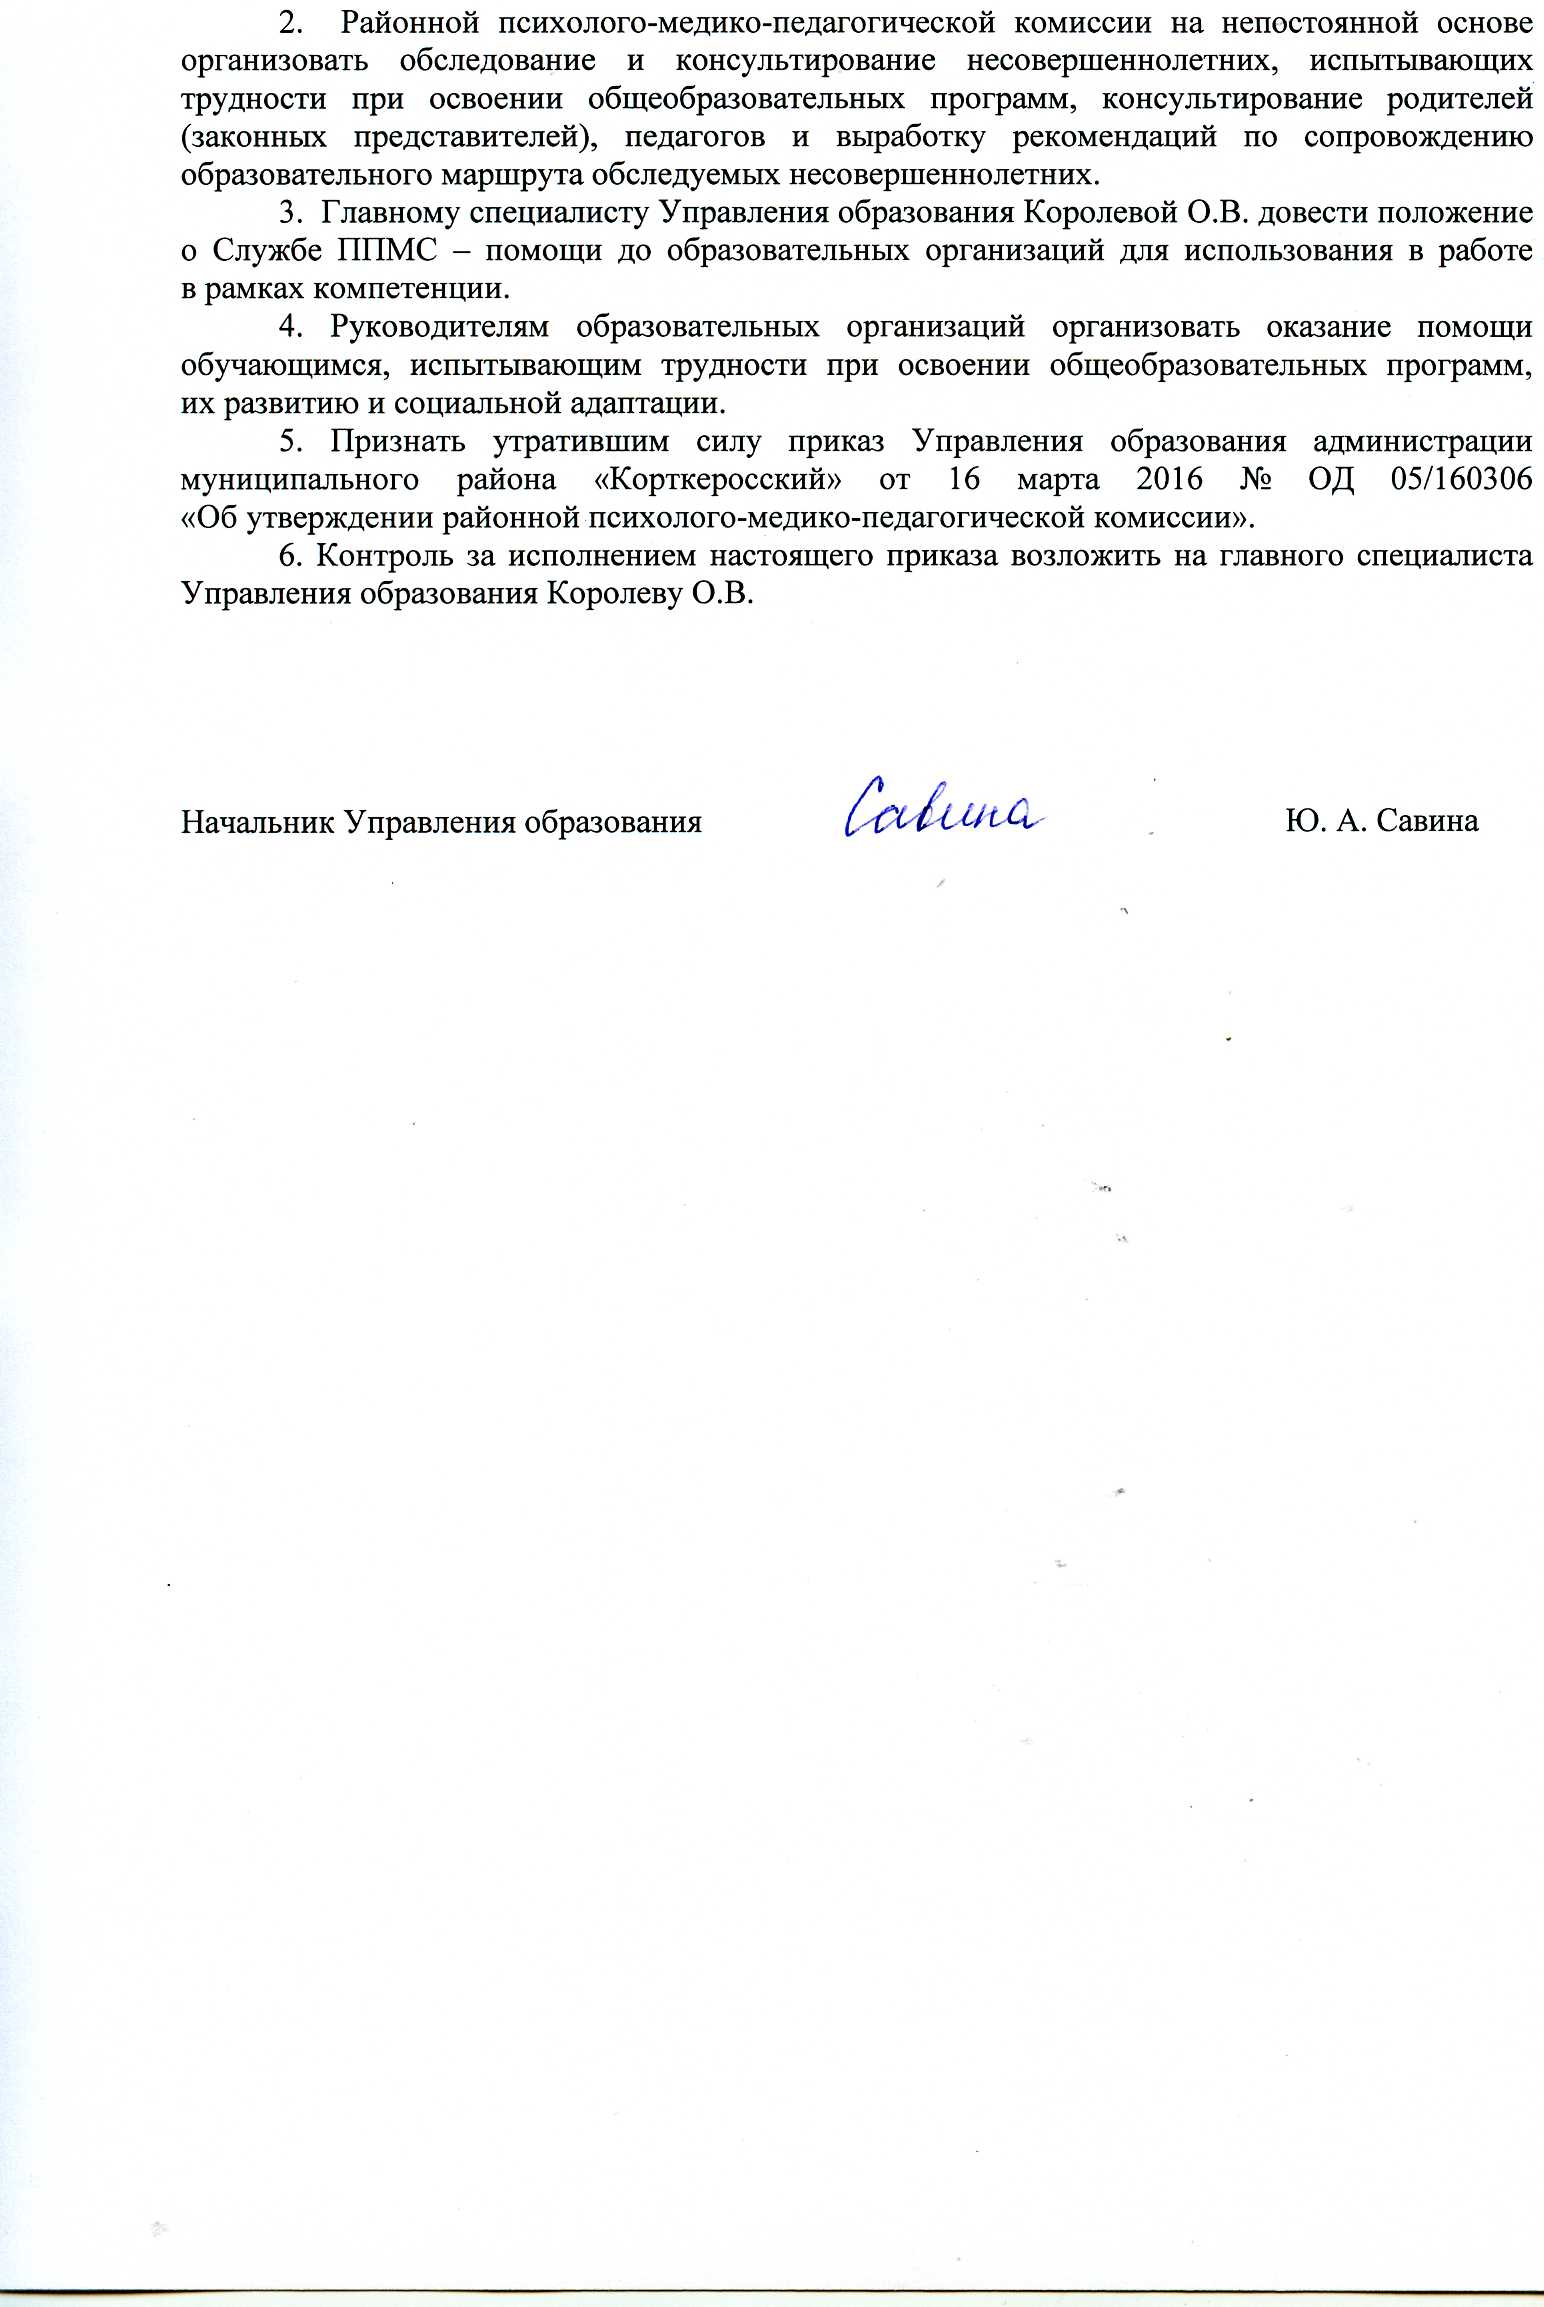 2. Районной психолого-медико-педагогической комиссии на непостоянной основе
организовать обследование и консультирование несовершеннолетних, испытывающих
трудности при освоении общеобразовательных программ, консультирование родителей
(законных представителей), педагогов и выработку рекомендаций по сопровождению
образовательного маршрута обследуемых несовершеннолетних.
3. Главному специалисту Управления образования Королевой О.В. довести положение
о Службе ППМС – помощи до образовательных организаций для использования в работе
в рамках компетенции.
4. Руководителям образовательных организаций организовать оказание помощи
обучающимся, испытывающим трудности при освоении общеобразовательных программ,
их развитию и социальной адаптации.
5. Признать утратившим силу приказ Управления образования администрации
муниципального района «Корткеросский» от 16 марта 2016 № ОД 05/160306
«Об утверждении районной психолого-медико-педагогической комиссии».
6. Контроль за исполнением настоящего приказа возложить на главного специалиста
Управления образования Королеву О.В.
Начальник Управления образования Савина Ю. А. Савина